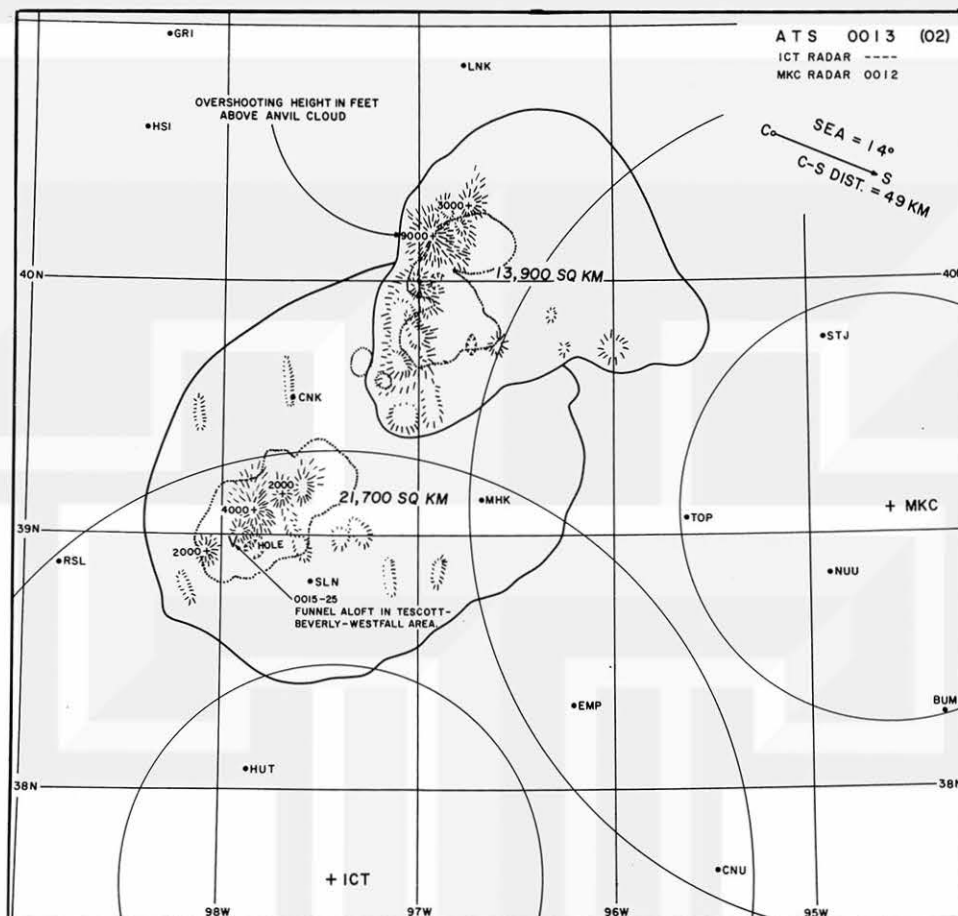 ATS 0013 (02)
ICT RADAR ----
MKC RADAR 0012
GRI
LNK
OVERSHOOTING HEIGHT IN FEET
ABOVE ANVIL CLOUD
HSI
C
SEA = 14°
S
C-S DIST. = 49 KM
3000+
9000+
40N
13,900 SQ KM
40N
STJ
CNK
2000
+
21,700 SQ KM
MHK
4000+
+ MKC
TOP
39N
2000+
V
HOLE
RSL
SLN
NUU
0015-25
FUNNEL ALOFT IN TESCOTT-
BEVERLY-WESTFALL AREA.
EMP
BUM
HUT
38N
38N
CNU
+ ICT
98W
97W
96W
95W